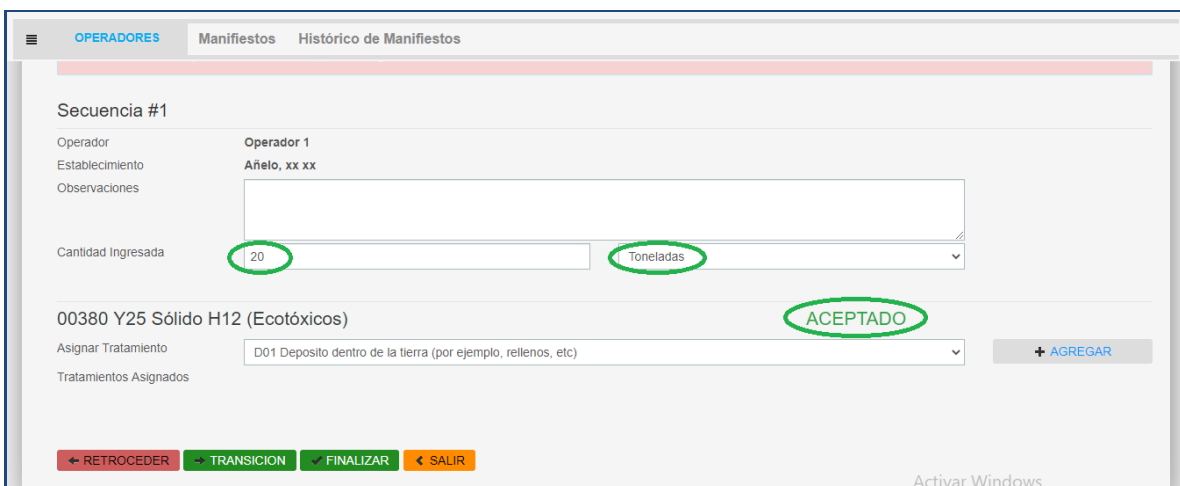 OPERADORES Manifiestos Histórico de Manifiestos
Secuencia #1
Operador Operador 1
Establecimiento Añelo, xx xx
Observaciones
Cantidad Ingresada 20 Toneladas
00380 Y25 Sólido H12 (Ecotóxicos) ACEPTADO
Asignar Tratamiento D01 Deposito dentro de la tierra (por ejemplo, rellenos, etc) + AGREGAR
Tratamientos Asignados
RETROCEDER TRANSICION FINALIZAR SALIR
Activar Windows